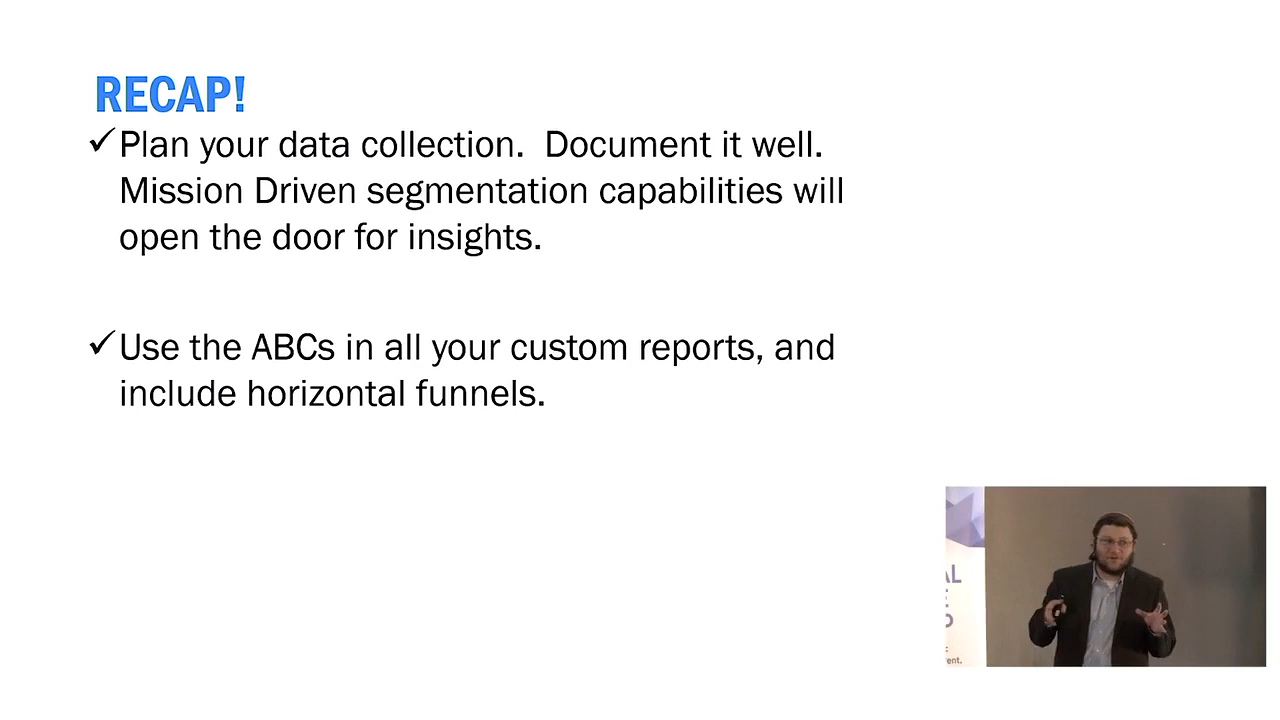 RECAP!
✓Plan your data collection.  Document it well.
Mission Driven segmentation capabilities will
open the door for insights.
✓Use the ABCs in all your custom reports, and
include horizontal funnels.